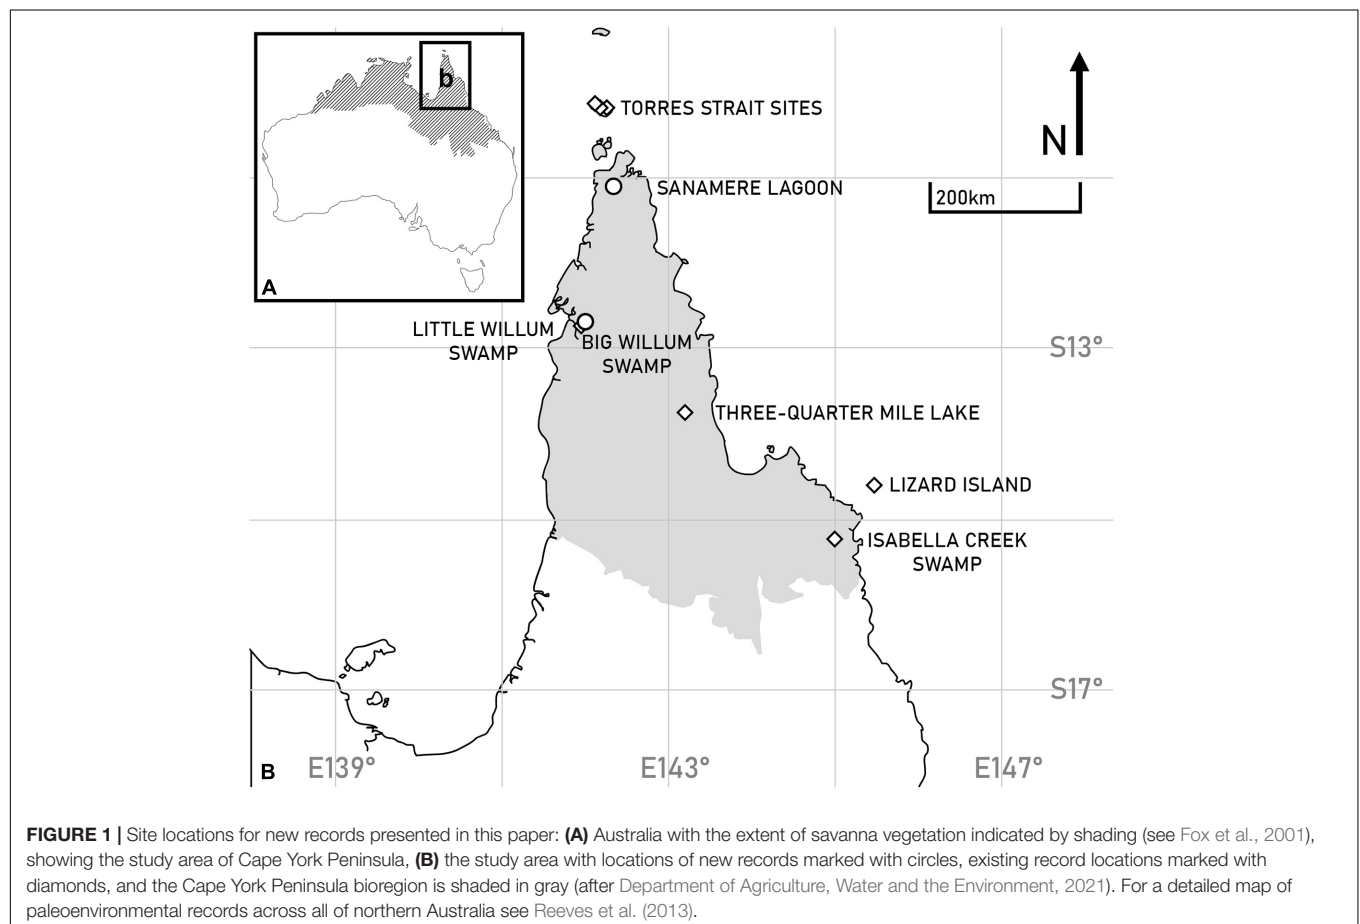 b
A
TORRES STRAIT SITES
N
SANAMERE LAGOON
200km
LITTLE WILLUM
SWAMP
BIG WILLUM
SWAMP
S13°
THREE-QUARTER MILE LAKE
LIZARD ISLAND
ISABELLA CREEK
SWAMP
S17°
B
E139°
E143°
E147°
FIGURE 1 | Site locations for new records presented in this paper: (A) Australia with the extent of savanna vegetation indicated by shading (see Fox et al., 2001),
showing the study area of Cape York Peninsula, (B) the study area with locations of new records marked with circles, existing record locations marked with
diamonds, and the Cape York Peninsula bioregion is shaded in gray (after Department of Agriculture, Water and the Environment, 2021). For a detailed map of
paleoenvironmental records across all of northern Australia see Reeves et al. (2013).